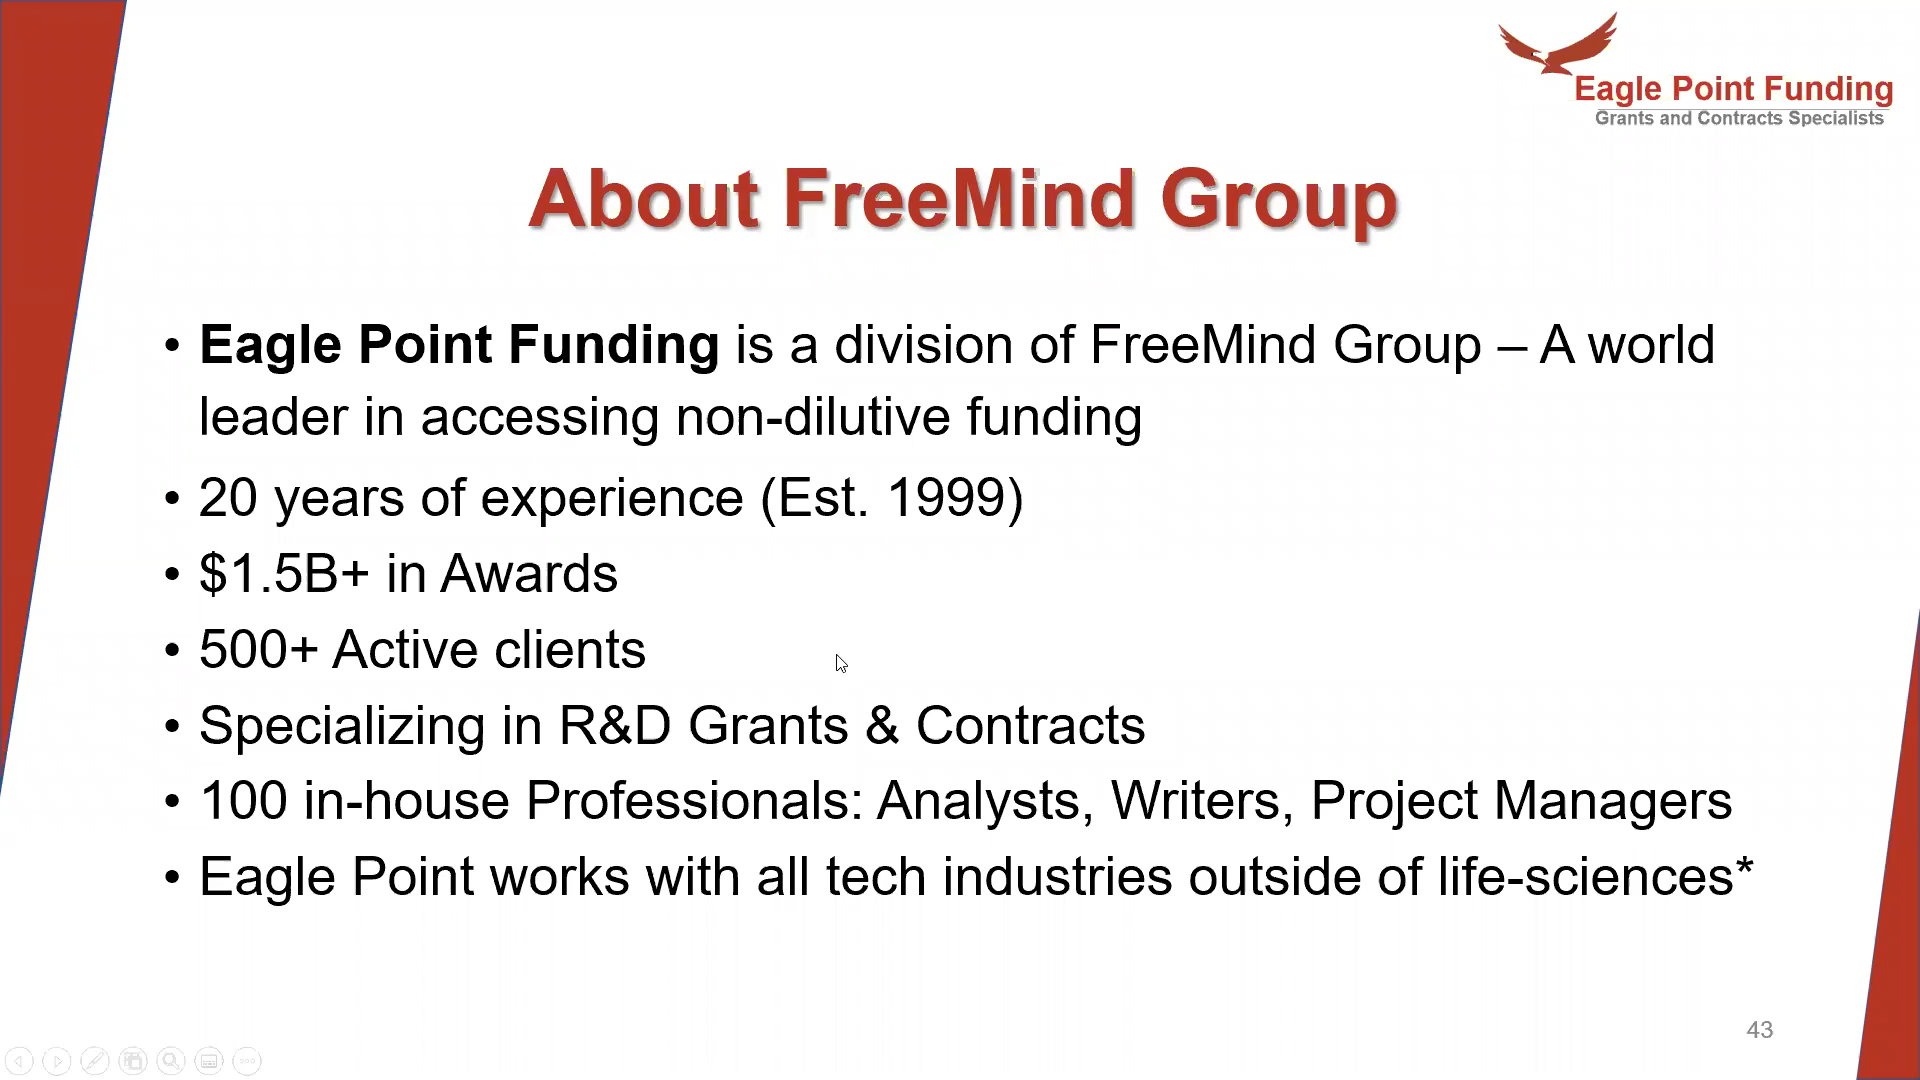 Eagle Point Funding
Grants and Contracts Specialists
About FreeMind Group
• Eagle Point Funding is a division of FreeMind Group – A world
leader in accessing non-dilutive funding
• 20 years of experience (Est. 1999)
• $1.5B+ in Awards
• 500+ Active clients
• Specializing in R&D Grants & Contracts
• 100 in-house Professionals: Analysts, Writers, Project Managers
• Eagle Point works with all tech industries outside of life-sciences*
43